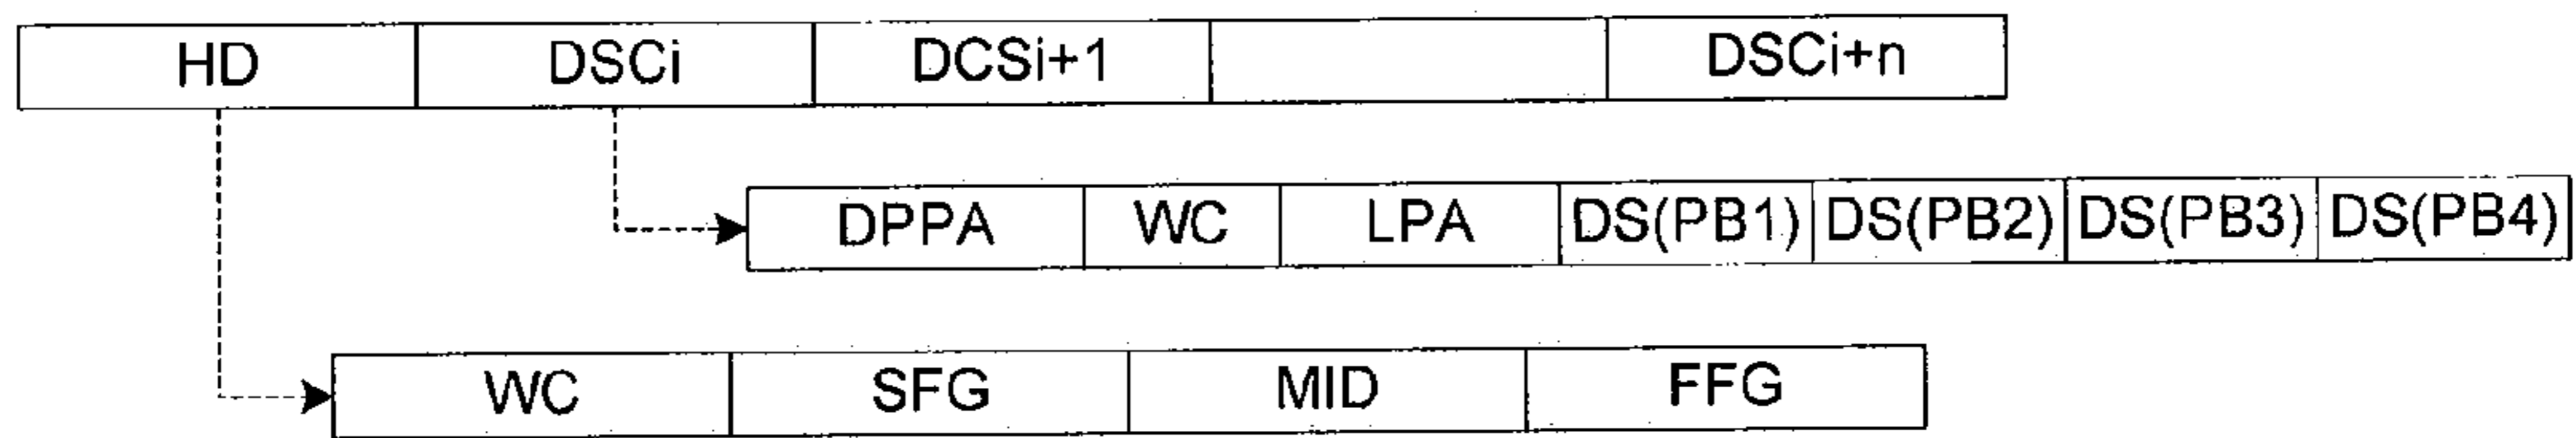 HD DSCi DCSi+1 DSCi+n
DPPA WC LPA DS(PB1) DS(PB2) DS(PB3) DS(PB4)
WC SFG MID FFG